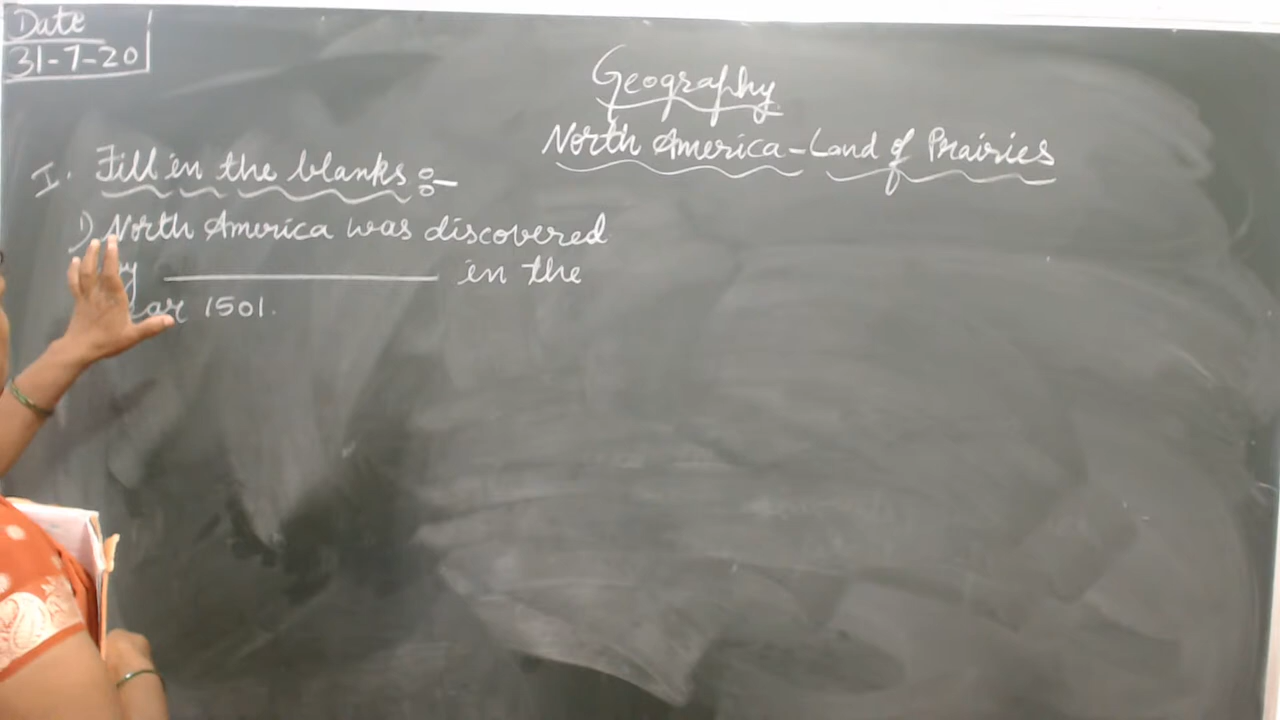 Date
31-7-20
Geography
North America - Land of Prairies
I. Fill in the blanks :-
1) North America was discovered
__________ in the
1501.